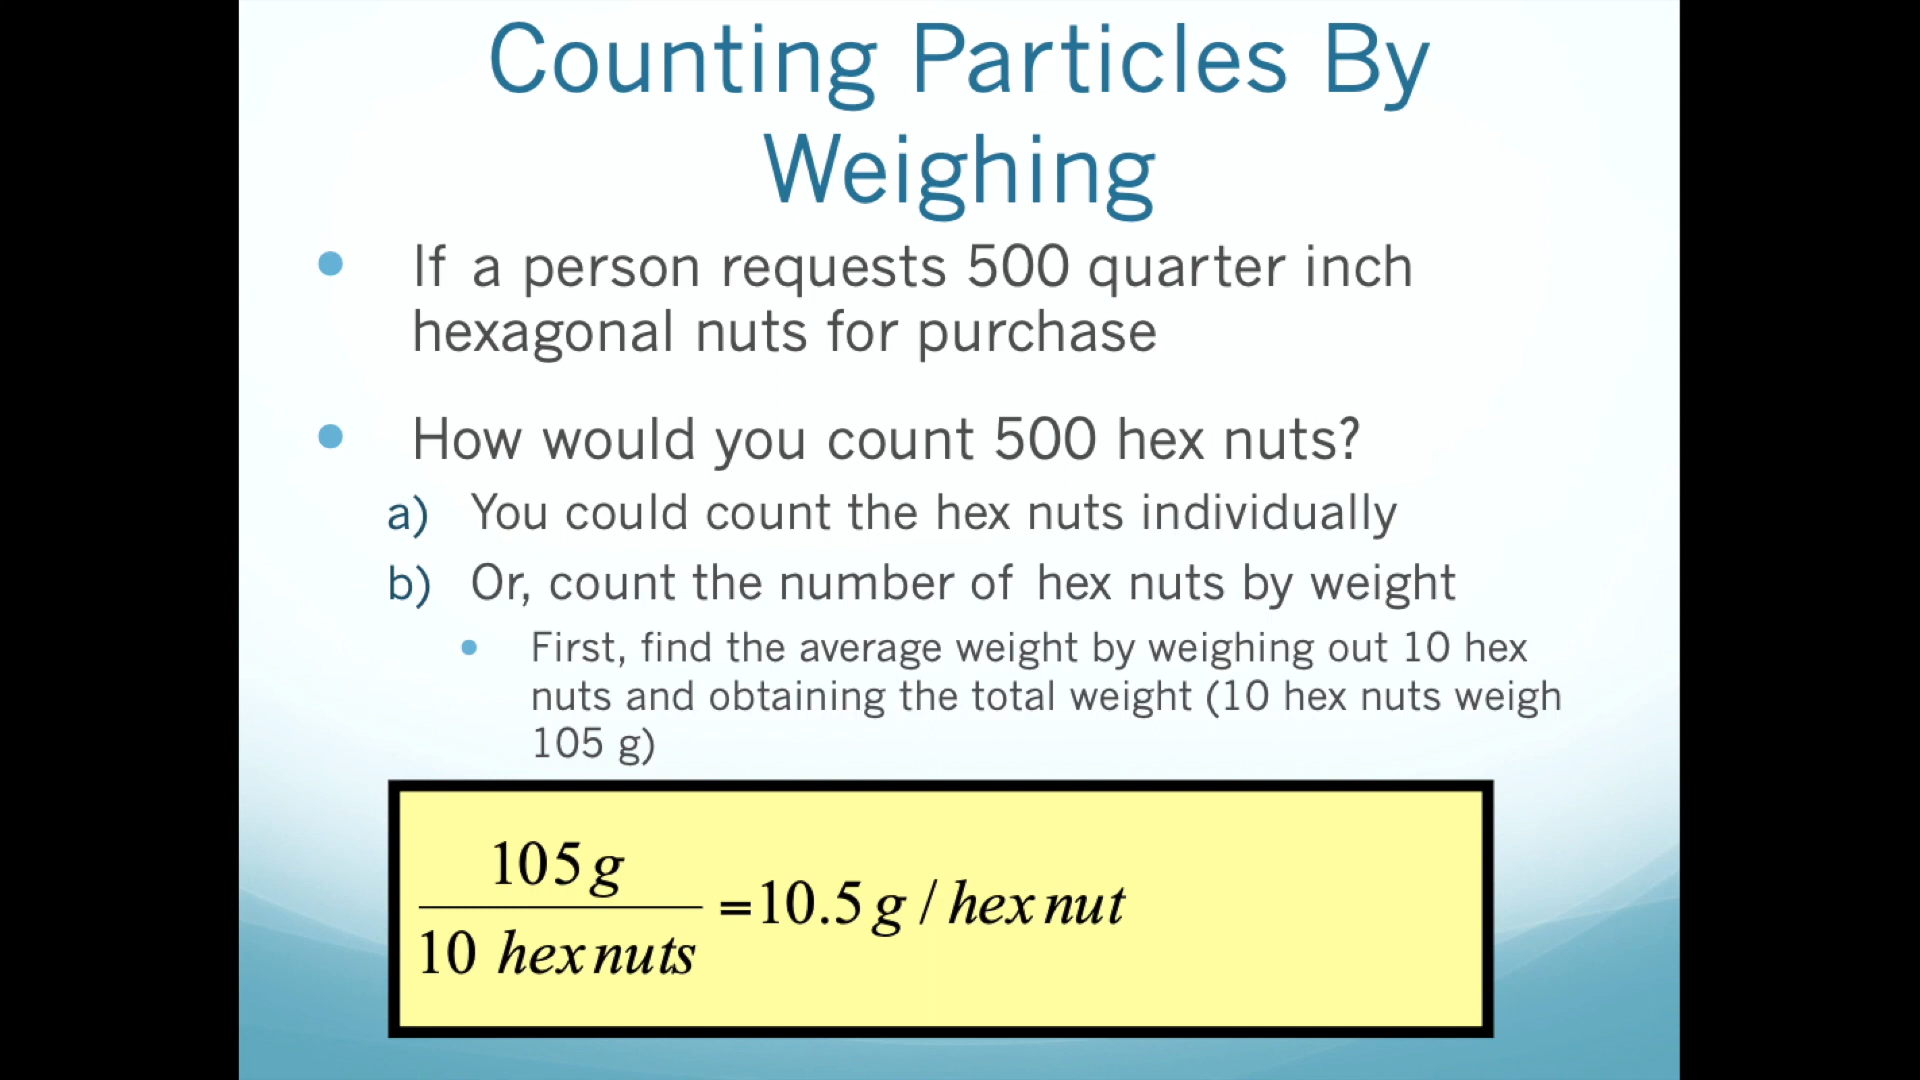 Counting Particles By
Weighing
• If a person requests 500 quarter inch
hexagonal nuts for purchase
• How would you count 500 hex nuts?
a) You could count the hex nuts individually
b) Or, count the number of hex nuts by weight
• First, find the average weight by weighing out 10 hex
nuts and obtaining the total weight (10 hex nuts weigh
105 g)
105 g
10 hex nuts
=10.5 g / hex nut